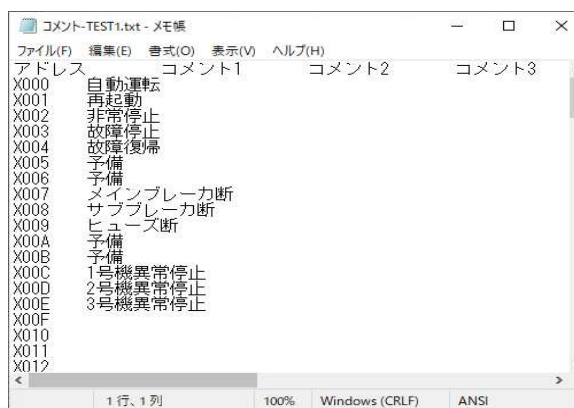 コメント-TEST1.txt - メモ帳
ファイル(F) 編集(E) 書式(O) 表示(V) ヘルプ(H)
アドレス コメント1 コメント2 コメント3
X000 自動運転
X001 再起動
X002 非常停止
X003 故障停止
X004 故障復帰
X005 予備
X006 予備
X007 メインブレーカ断
X008 サブブレーカ断
X009 ヒューズ断
X00A 予備
X00B 予備
X00C 1号機異常停止
X00D 2号機異常停止
X00E 3号機異常停止
X00F
X010
X011
X012
1 行、1 列 100% Windows (CRLF) ANSI